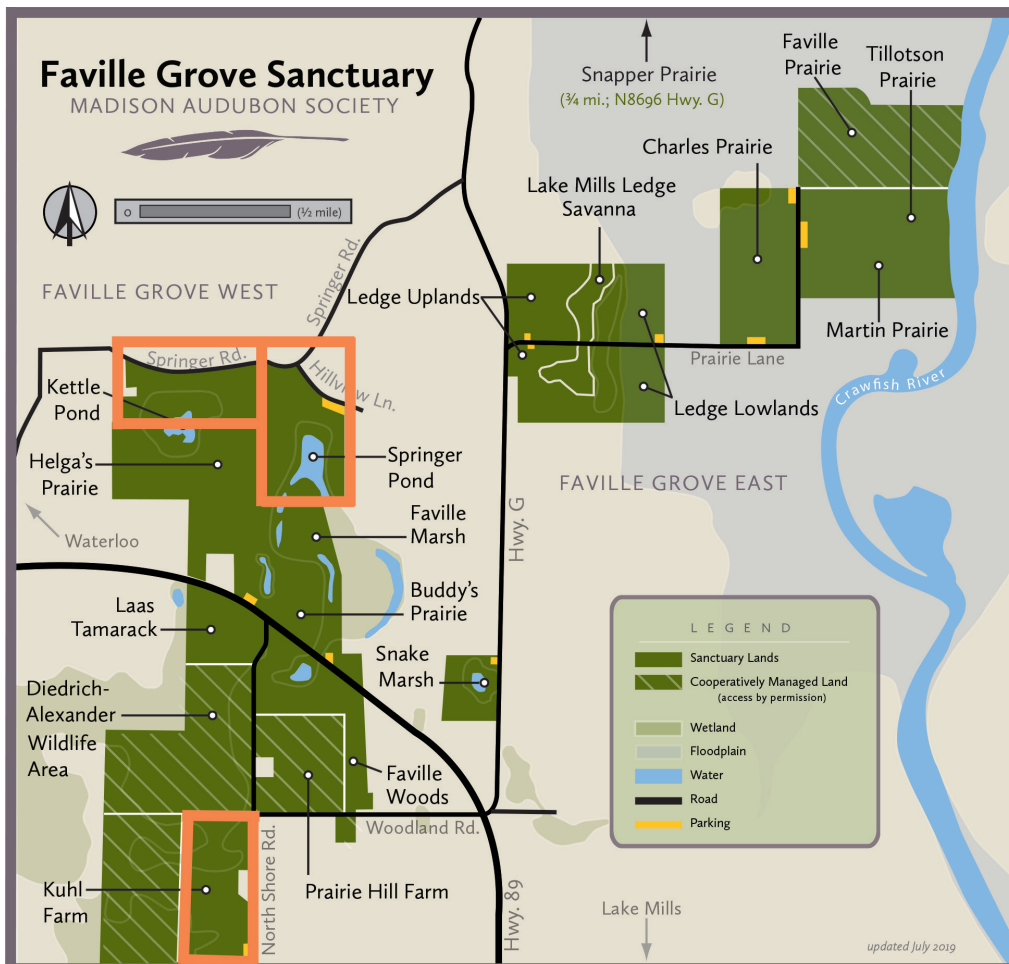 Faville Grove Sanctuary
MADISON AUDUBON SOCIETY
0
(½ mile)
FAVILLE GROVE WEST
Springer Rd.
Springer Rd.
Hillview Ln.
Kettle
Pond
Helga's
Prairie
Waterloo
Springer
Pond
Faville
Marsh
Buddy's
Prairie
Laas
Tamarack
Snake
Marsh
Diedrich-
Alexander
Wildlife
Area
Faville
Woods
Woodland Rd.
Prairie Hill Farm
Kuhl
Farm
North Shore Rd.
Hwy. 89
Hwy. G
Snapper Prairie
(¾ mi.; N8696 Hwy. G)
Faville
Prairie
Tillotson
Prairie
Charles Prairie
Lake Mills Ledge
Savanna
Ledge Uplands
Martin Prairie
Prairie Lane
Ledge Lowlands
Crawfish River
FAVILLE GROVE EAST
LEGEND
Sanctuary Lands
Cooperatively Managed Land
(access by permission)
Wetland
Floodplain
Water
Road
Parking
Lake Mills
updated July 2019